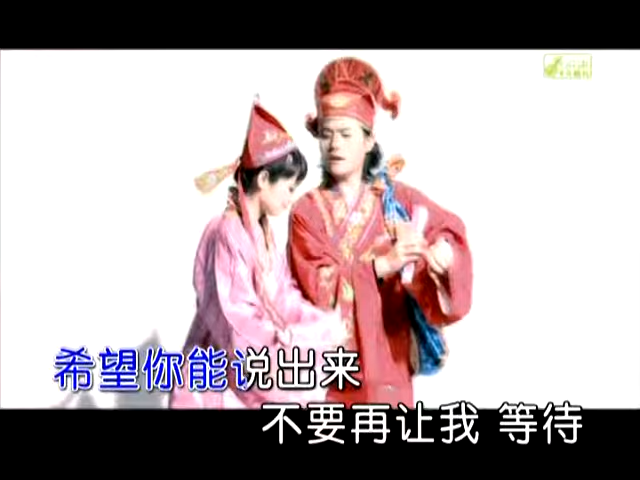 希望你能说出来
不要再让我 等待